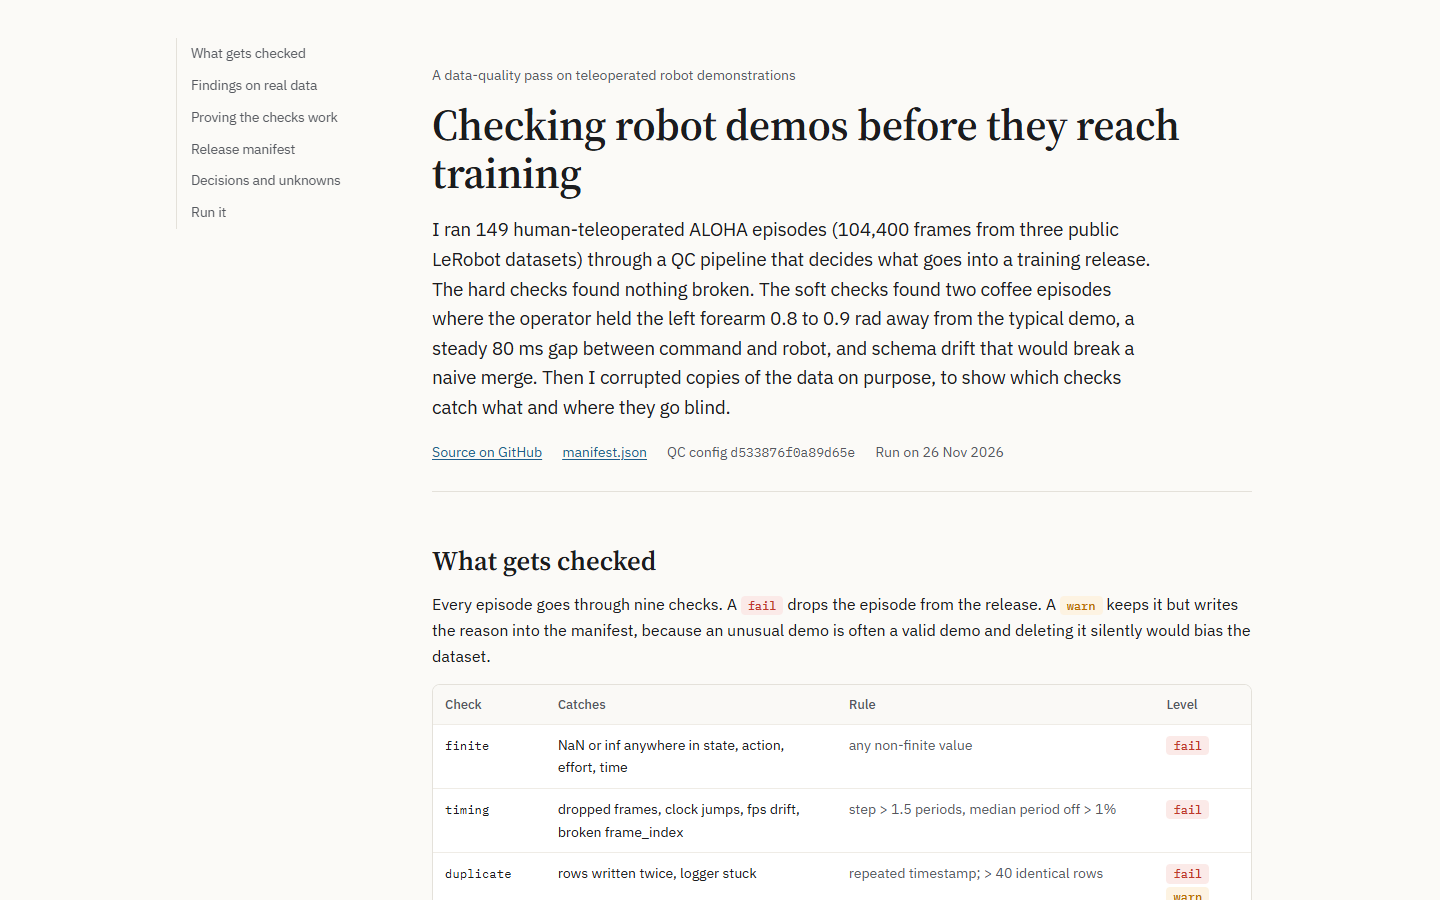 What gets checked
Findings on real data
Proving the checks work
Release manifest
Decisions and unknowns
Run it
A data-quality pass on teleoperated robot demonstrations
Checking robot demos before they reach
training
I ran 149 human-teleoperated ALOHA episodes (104,400 frames from three public
LeRobot datasets) through a QC pipeline that decides what goes into a training release.
The hard checks found nothing broken. The soft checks found two coffee episodes
where the operator held the left forearm 0.8 to 0.9 rad away from the typical demo, a
steady 80 ms gap between command and robot, and schema drift that would break a
naive merge. Then I corrupted copies of the data on purpose, to show which checks
catch what and where they go blind.
Source on GitHub manifest.json QC config d533876f0a89d65e Run on 26 Nov 2026
What gets checked
Every episode goes through nine checks. A fail drops the episode from the release. A warn keeps it but writes
the reason into the manifest, because an unusual demo is often a valid demo and deleting it silently would bias the
dataset.
Check Catches Rule Level
finite NaN or inf anywhere in state, action, any non-finite value fail
effort, time
timing dropped frames, clock jumps, fps drift, step > 1.5 periods, median period off > 1% fail
broken frame_index
duplicate rows written twice, logger stuck repeated timestamp; > 40 identical rows fail
warn